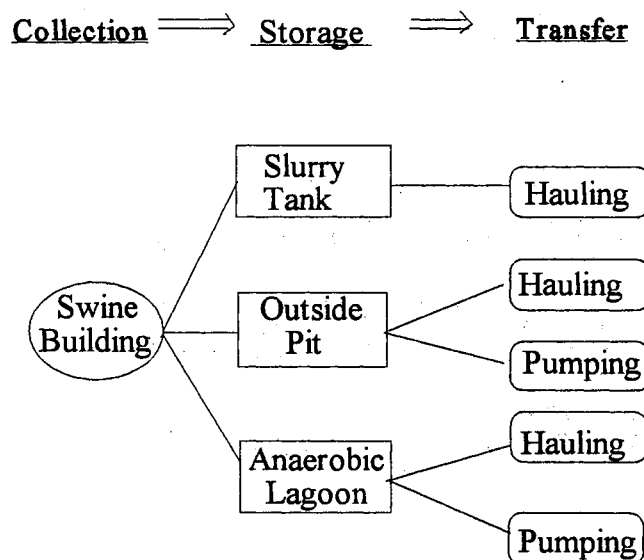 Collection Storage Transfer
Slurry
Tank
Hauling
Swine
Building
Outside
Pit
Hauling
Pumping
Anaerobic
Lagoon
Hauling
Pumping